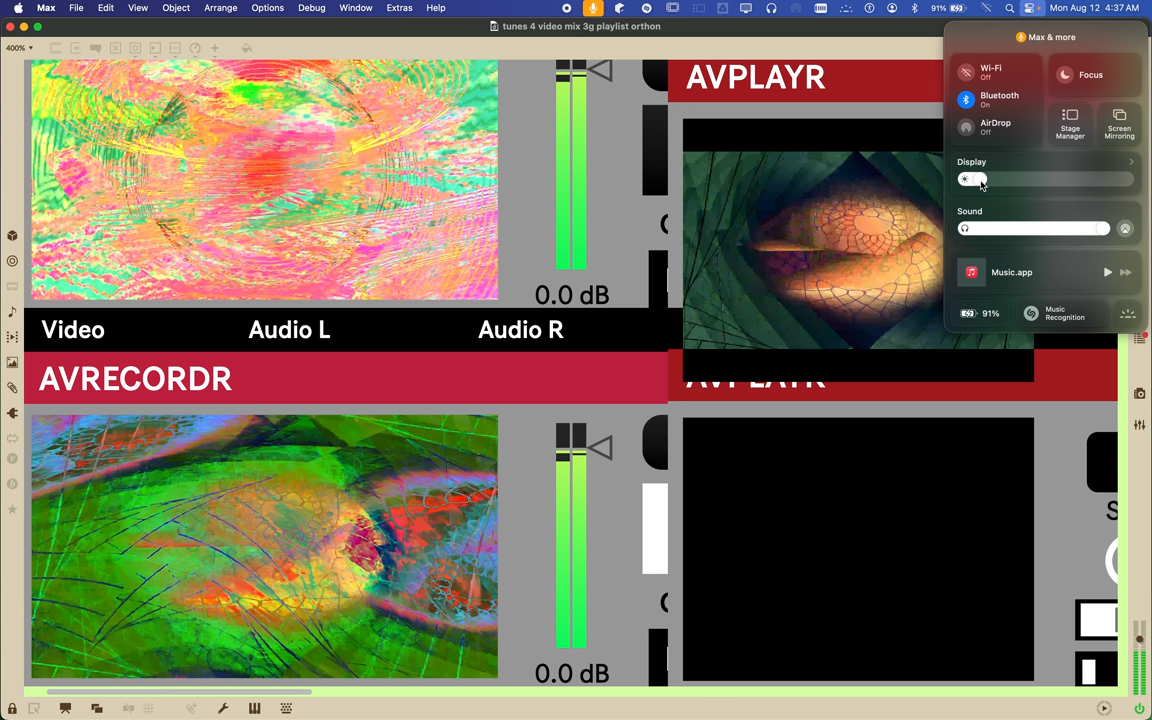 Max File Edit View Object Arrange Options Debug Window Extras Help
91%
Mon Aug 12 4:37 AM
tunes 4 video mix 3g playlist orthon
400%
Max & more
Wi-Fi
Off
Focus
Bluetooth
On
AirDrop
Off
Stage
Manager
Screen
Mirroring
Display
Sound
Music.app
91%
Music
Recognition
AVPLAYR
0.0 dB
Video Audio L Audio R
AVRECORDR
AVPLAYR
0.0 dB